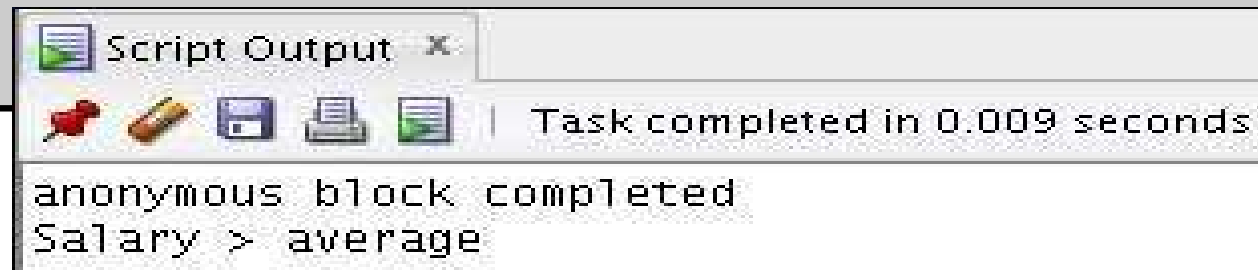 Script Output
Task completed in 0.009 seconds
anonymous block completed
Salary > average